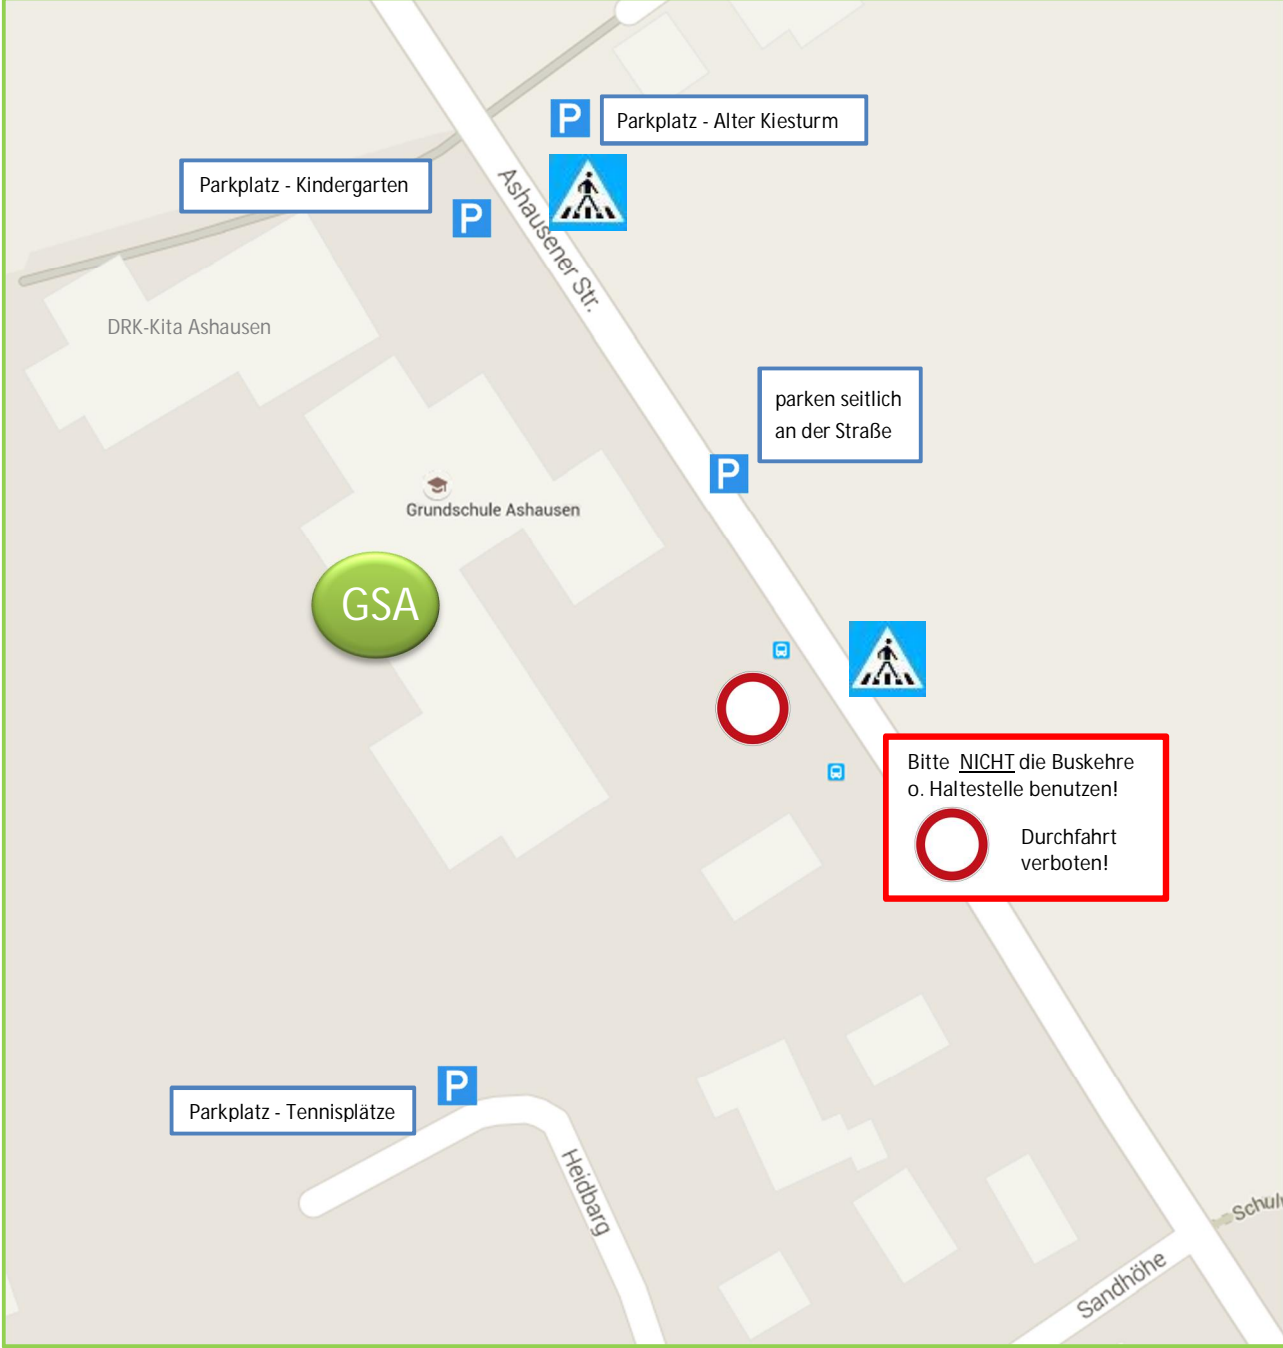 P
Parkplatz - Alter Kiesturm
Parkplatz - Kindergarten
P
Ashausener Str.
DRK-Kita Ashausen
parken seitlich
an der Straße
P
Grundschule Ashausen
GSA
Bitte NICHT die Buskehre
o. Haltestelle benutzen!
Durchfahrt
verboten!
P
Parkplatz - Tennisplätze
Heidbarg
Sandhöhe